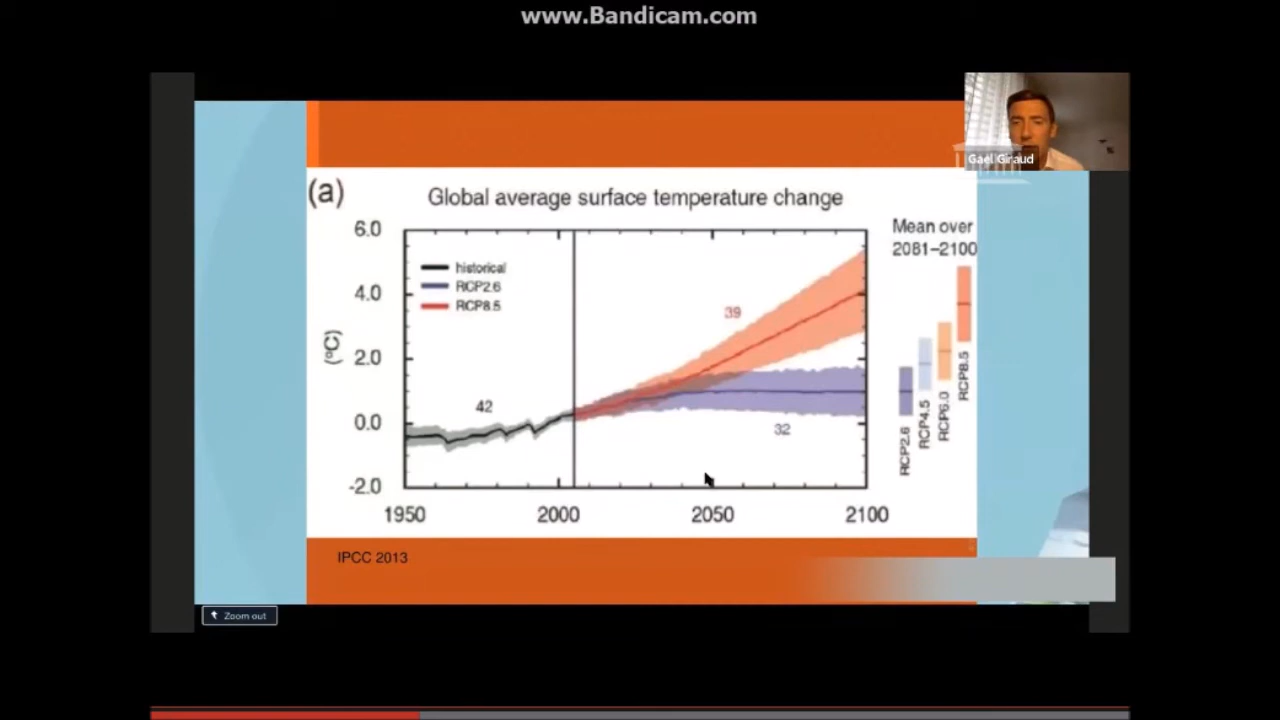 www.Bandicam.com
Gael Giraud
(a)
Global average surface temperature change
Mean over
2081–2100
6.0
4.0
2.0
0.0
-2.0
(°C)
historical
RCP2.6
RCP8.5
39
42
32
RCP2.6
RCP4.5
RCP6.0
RCP8.5
1950
2000
2050
2100
IPCC 2013
Zoom out